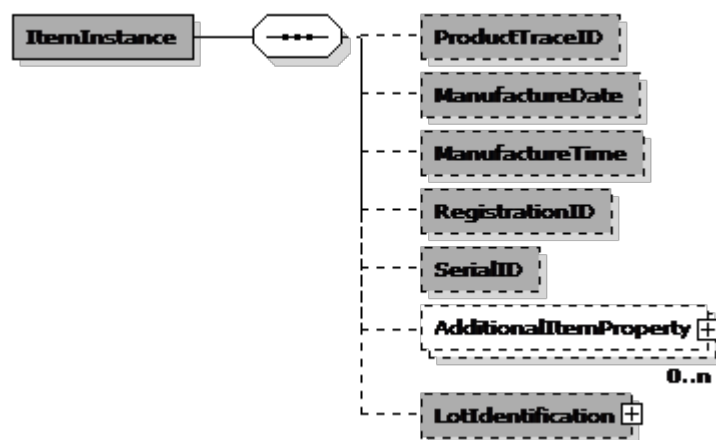 ItemInstance
ProductTraceID
ManufactureDate
ManufactureTime
RegistrationID
SerialID
AdditionalItemProperty
0..n
LotIdentification